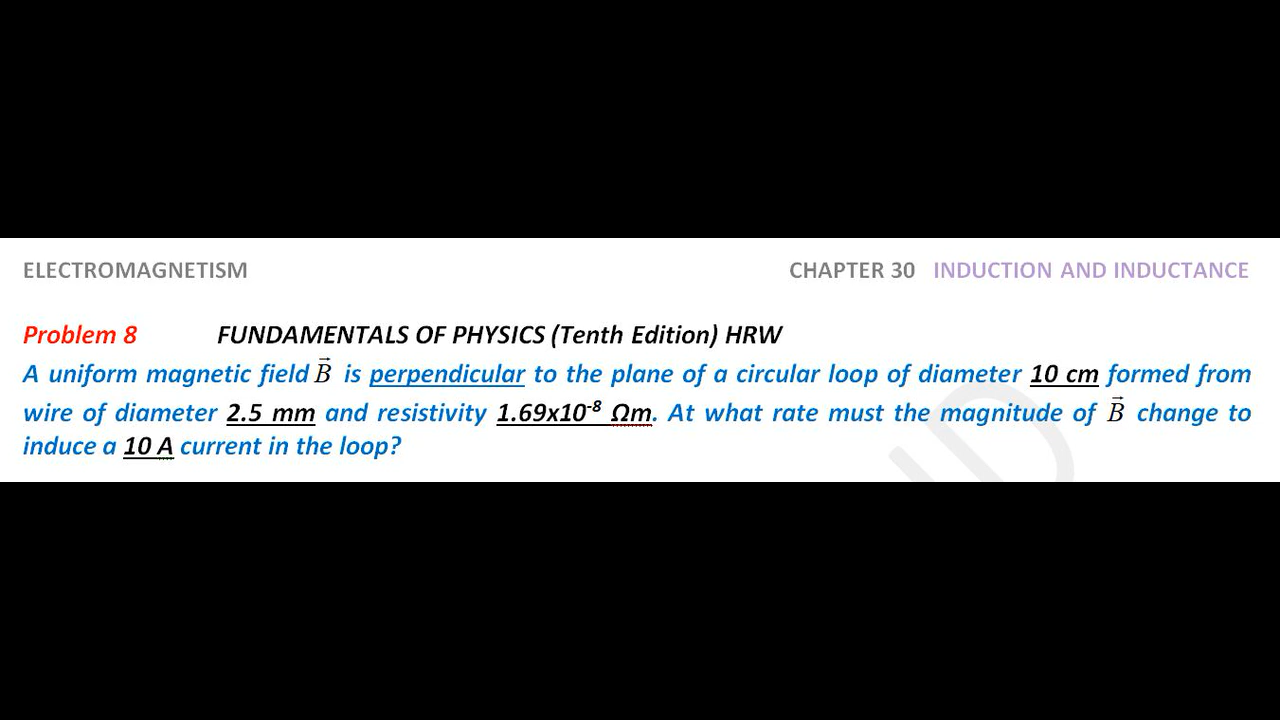 ELECTROMAGNETISM CHAPTER 30 INDUCTION AND INDUCTANCE
Problem 8 FUNDAMENTALS OF PHYSICS (Tenth Edition) HRW
A uniform magnetic field B⃗ is perpendicular to the plane of a circular loop of diameter 10 cm formed from
wire of diameter 2.5 mm and resistivity 1.69x10⁻⁸ Ωm. At what rate must the magnitude of B⃗ change to
induce a 10 A current in the loop?